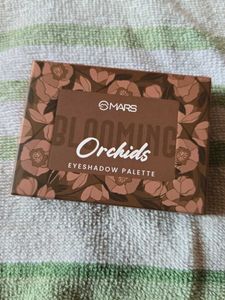 MARS
BLOOMING
Orchids
EYESHADOW PALETTE